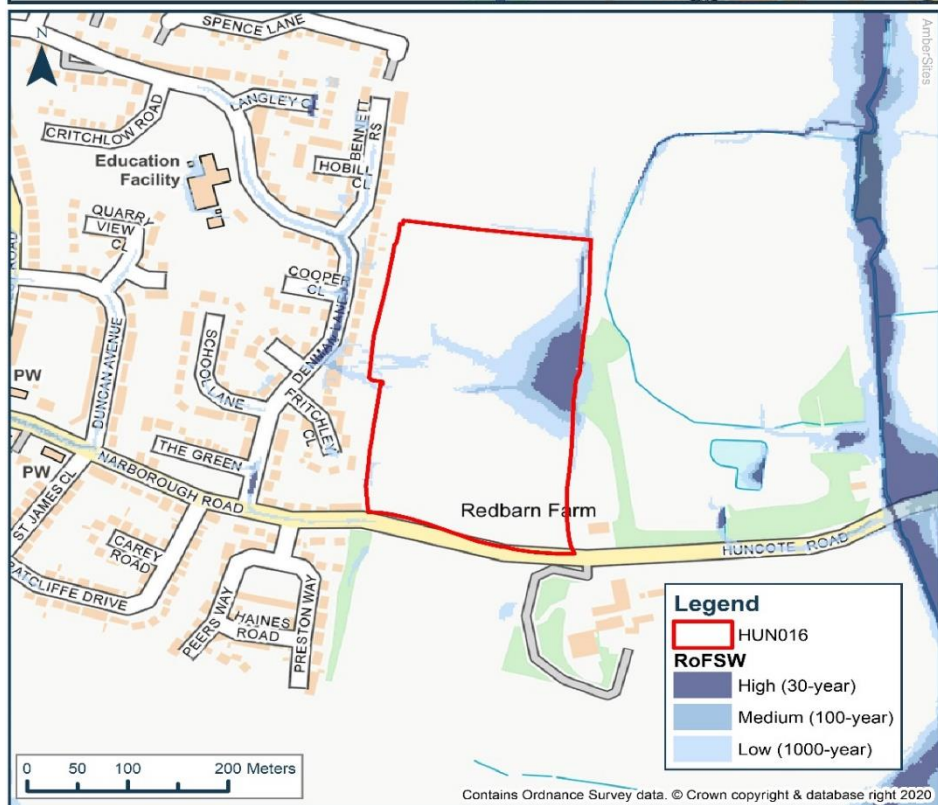 SPENCE LANE
N
AmberSites
LANGLEY CL
BENNETT
RS
CRITCHLOW ROAD
HOBILL
CL
Education
Facility
QUARRY
VIEW
CL
ROAD
COOPER
CL
DENMAN LANE
SCHOOL
LANE
DUNCAN AVENUE
PW
FRITCHLEY
CL
THE GREEN
NARBOROUGH ROAD
PW
ST JAMES CL
Redbarn Farm
HUNCOTE ROAD
CAREY
ROAD
RATCLIFFE DRIVE
PEERS WAY
HAINES
ROAD
PRESTON WAY
Legend
HUN016
RoFSW
High (30-year)
Medium (100-year)
Low (1000-year)
0 50 100 200 Meters
Contains Ordnance Survey data. © Crown copyright & database right 2020